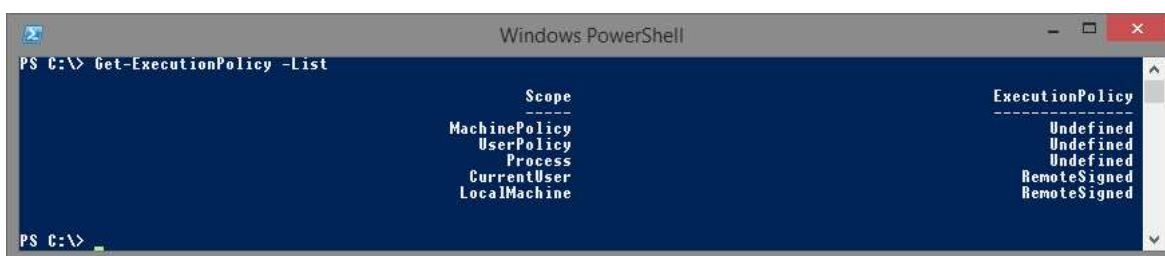 Windows PowerShell
PS C:\> Get-ExecutionPolicy -List
Scope ExecutionPolicy
----- ---------------
MachinePolicy Undefined
UserPolicy Undefined
Process Undefined
CurrentUser RemoteSigned
LocalMachine RemoteSigned
PS C:\> _